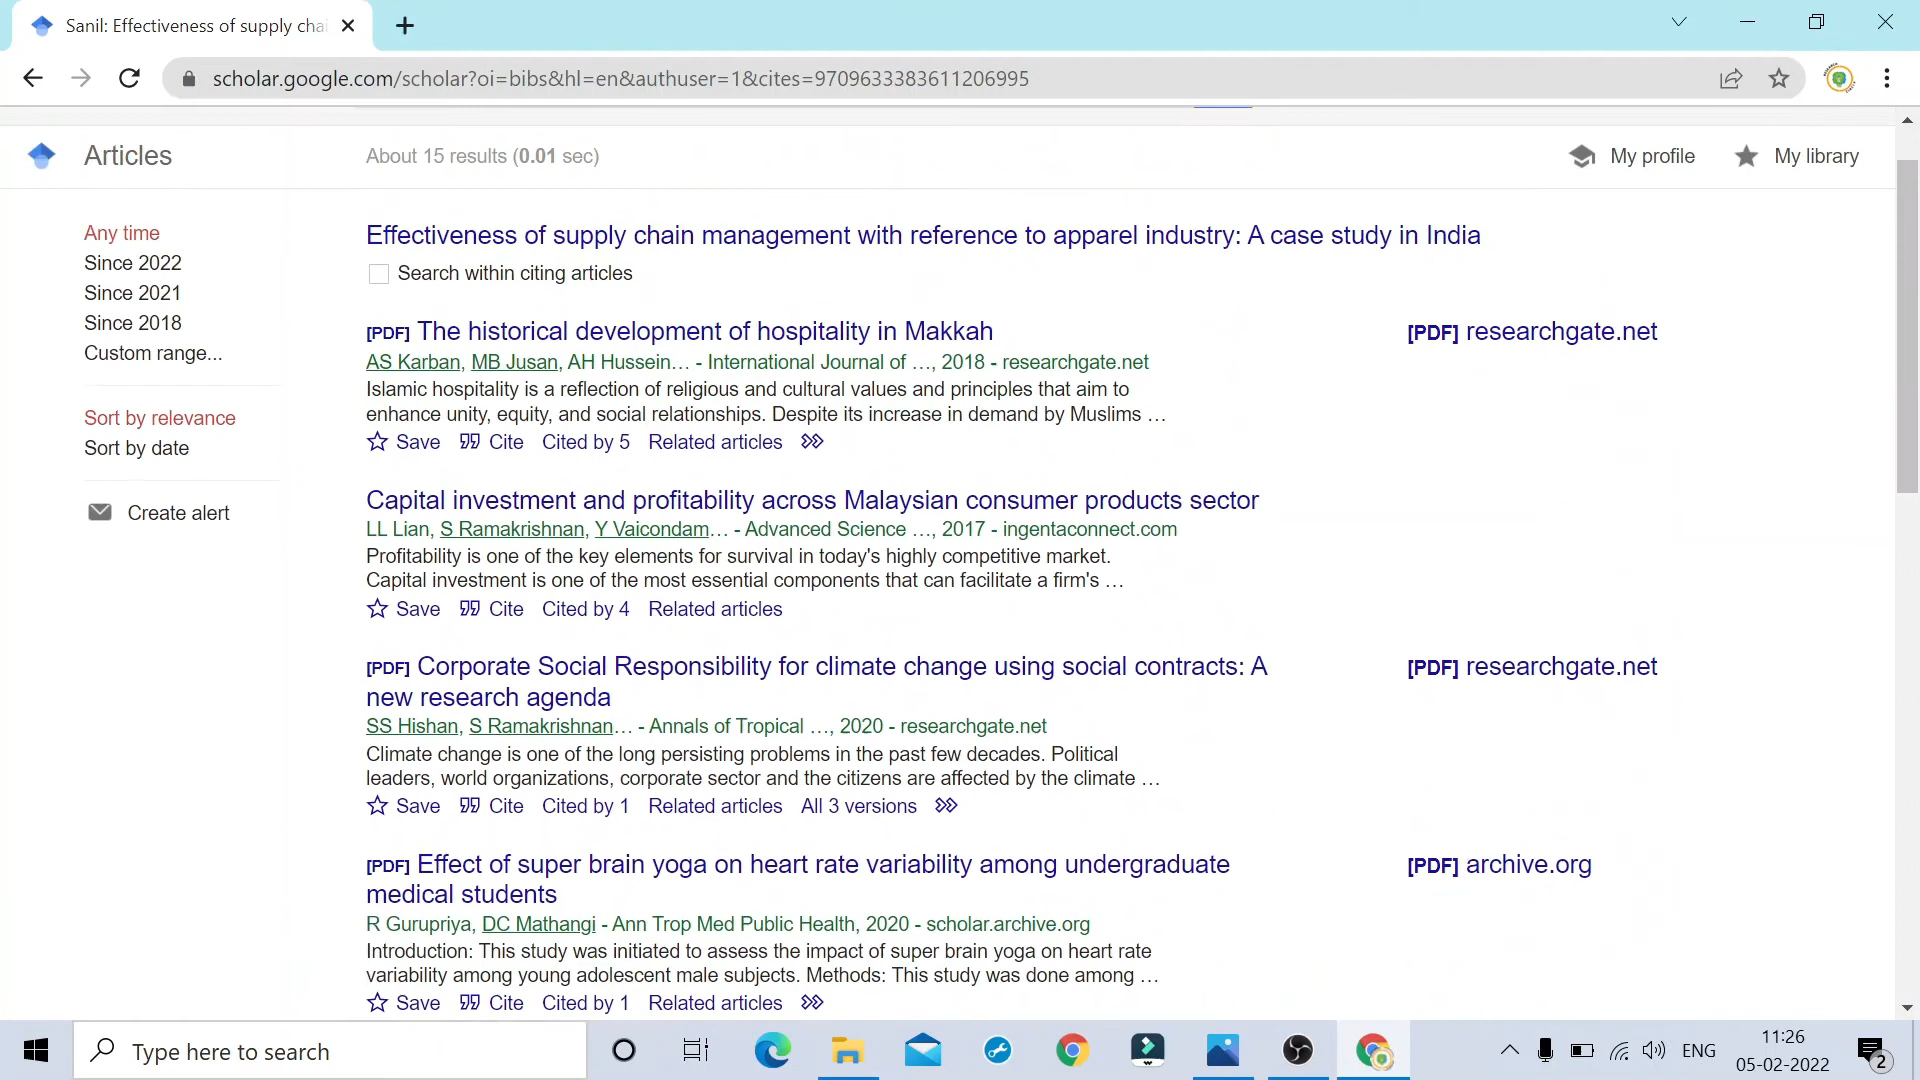 Sanil: Effectiveness of supply chai
scholar.google.com/scholar?oi=bibs&hl=en&authuser=1&cites=9709633383611206995
Articles
About 15 results (0.01 sec)
My profile
My library
Any time
Since 2022
Since 2021
Since 2018
Custom range...
Sort by relevance
Sort by date
Create alert
Effectiveness of supply chain management with reference to apparel industry: A case study in India
Search within citing articles
[PDF] The historical development of hospitality in Makkah
[PDF] researchgate.net
AS Karban, MB Jusan, AH Hussein… - International Journal of …, 2018 - researchgate.net
Islamic hospitality is a reflection of religious and cultural values and principles that aim to
enhance unity, equity, and social relationships. Despite its increase in demand by Muslims …
Save Cite Cited by 5 Related articles
Capital investment and profitability across Malaysian consumer products sector
LL Lian, S Ramakrishnan, Y Vaicondam… - Advanced Science …, 2017 - ingentaconnect.com
Profitability is one of the key elements for survival in today's highly competitive market.
Capital investment is one of the most essential components that can facilitate a firm's …
Save Cite Cited by 4 Related articles
[PDF] Corporate Social Responsibility for climate change using social contracts: A
new research agenda
[PDF] researchgate.net
SS Hishan, S Ramakrishnan… - Annals of Tropical …, 2020 - researchgate.net
Climate change is one of the long persisting problems in the past few decades. Political
leaders, world organizations, corporate sector and the citizens are affected by the climate …
Save Cite Cited by 1 Related articles All 3 versions
[PDF] Effect of super brain yoga on heart rate variability among undergraduate
medical students
[PDF] archive.org
R Gurupriya, DC Mathangi - Ann Trop Med Public Health, 2020 - scholar.archive.org
Introduction: This study was initiated to assess the impact of super brain yoga on heart rate
variability among young adolescent male subjects. Methods: This study was done among …
Save Cite Cited by 1 Related articles
Type here to search
ENG
11:26
05-02-2022
2